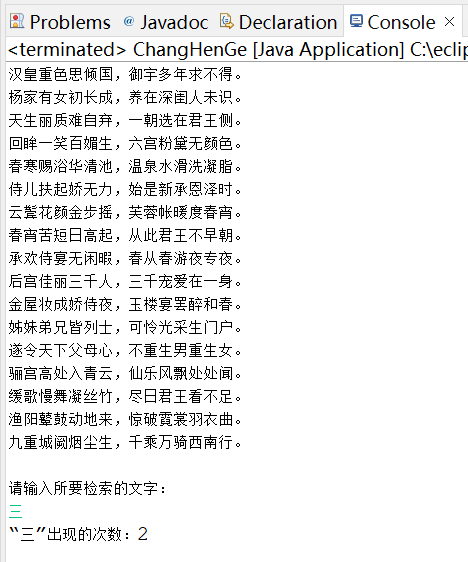 Problems @ Javadoc Declaration Console
<terminated> ChangHenGe [Java Application] C:\eclip
汉皇重色思倾国，御宇多年求不得。
杨家有女初长成，养在深闺人未识。
天生丽质难自弃，一朝选在君王侧。
回眸一笑百媚生，六宫粉黛无颜色。
春寒赐浴华清池，温泉水滑洗凝脂。
侍儿扶起娇无力，始是新承恩泽时。
云鬓花颜金步摇，芙蓉帐暖度春宵。
春宵苦短日高起，从此君王不早朝。
承欢侍宴无闲暇，春从春游夜专夜。
后宫佳丽三千人，三千宠爱在一身。
金屋妆成娇侍夜，玉楼宴罢醉和春。
姊妹弟兄皆列士，可怜光采生门户。
遂令天下父母心，不重生男重生女。
骊宫高处入青云，仙乐风飘处处闻。
缓歌慢舞凝丝竹，尽日君王看不足。
渔阳鼙鼓动地来，惊破霓裳羽衣曲。
九重城阙烟尘生，千乘万骑西南行。
请输入所要检索的文字：
三
“三”出现的次数：2